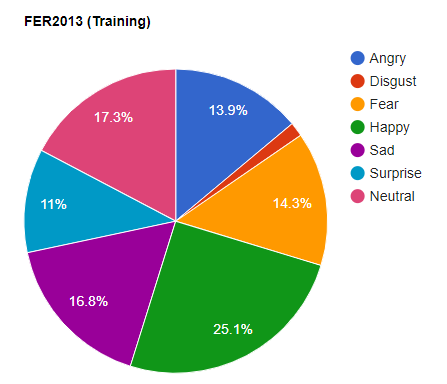 FER2013 (Training)
Angry
Disgust
Fear
Happy
Sad
Surprise
Neutral
17.3%
13.9%
11%
14.3%
16.8%
25.1%